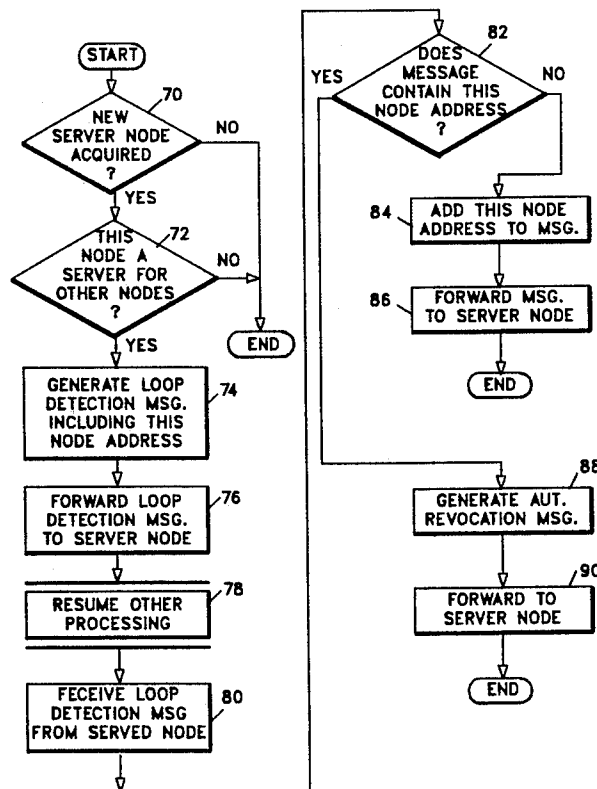 START
70
NEW
SERVER NODE
ACQUIRED
?
NO
YES
72
THIS
NODE A
SERVER FOR
OTHER NODES
?
NO
YES
END
GENERATE LOOP
DETECTION MSG.
INCLUDING THIS
NODE ADDRESS
74
FORWARD LOOP
DETECTION MSG.
TO SERVER NODE
76
RESUME OTHER
PROCESSING
78
FECEIVE LOOP
DETECTION MSG
FROM SERVED NODE
80
82
DOES
MESSAGE
CONTAIN THIS
NODE ADDRESS
?
YES
NO
84
ADD THIS NODE
ADDRESS TO MSG.
86
FORWARD MSG.
TO SERVER NODE
END
88
GENERATE AUT.
REVOCATION MSG.
90
FORWARD TO
SERVER NODE
END